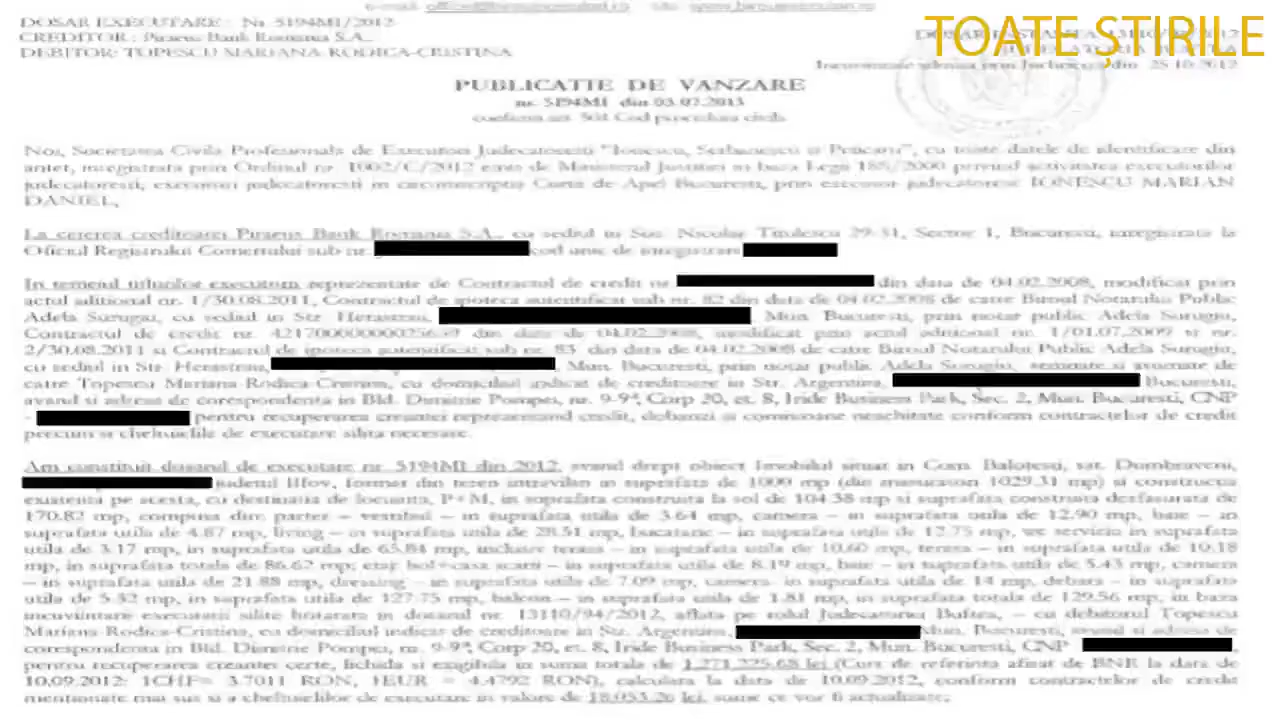 TOATE ȘTIRILE
DOSAR EXECUTARE : Nr. 5194MI/2012
CREDITOR : Piraeus Bank Romania S.A.,
DEBITOR: TOPESCU MARIANA-RODICA-CRISTINA
din 25.10.2012
PUBLICATIE DE VANZARE
nr. 5194MI din 03.07.2013
conform art. 504 Cod procedura civila
Noi, Societatea Civila Profesionala de Executori Judecatoresti "Ionescu, Serbanescu si", cu toate datele de identificare din
antet, inregistrata prin Ordinul nr. 1002/C/2012 emis de Ministerul Justitiei in baza Legii 188/2000 privind activitatea executorilor
judecatoresti, executori judecatoresti in circumscriptia Curtii de Apel Bucuresti, prin executor judecatoresc IONESCU MARIAN
DANIEL,
La cererea creditoarei Piraeus Bank Romania S.A., cu sediul in Sos. Nicolae Titulescu 29-31, Sector 1, Bucuresti, inregistrata la
Oficiul Registrului Comertului sub nr. cod unic de inregistrare
In temeiul titlurilor executorii reprezentate de Contractul de credit nr. din data de 04.02.2008, modificat prin
actul aditional nr. 1/30.08.2011, Contractul de ipoteca autentificat sub nr. 82 din data de 04.02.2008 de catre Biroul Notarului Public
Adela Surugiu, cu sediul in Str. Herastrau, , Mun. Bucuresti, prin notar public Adela Surugiu,
Contractul de credit nr. din data de 04.02.2008, modificat prin actul aditional nr. 1/01.07.2009 si nr.
2/30.08.2011 si Contractul de ipoteca autentificat sub nr. 83 din data de 04.02.2008 de catre Biroul Notarului Public Adela Surugiu,
cu sediul in Str. Herastrau, , Mun. Bucuresti, prin notar public Adela Surugiu, semnate si asumate de
catre Topescu Mariana-Rodica-Cristina, cu domiciliul indicat de creditoare in Str. Argentina, Bucuresti,
avand si adresa de corespondenta in Bld. Dimitrie Pompei, nr. 9-9ª, Corp 20, et. 8, Iride Business Park, Sec. 2, Mun. Bucuresti, CNP
- pentru recuperarea creantei reprezentand credit, dobanzi si comisioane neachitate conform contractelor de credit
precum si cheltuielile de executare silita necesare.
Am constituit dosarul de executare nr. 5194MI din 2012, avand drept obiect Imobilul situat in Com. Balotesti, sat. Dumbraveni,
judetul Ilfov, format din teren intravilan in suprafata de 1000 mp (din masuratori 1029.31 mp) si constructia
existenta pe acesta, cu destinatia de locuinta, P+M, in suprafata construita la sol de 104.38 mp si suprafata construita desfasurata de
170.82 mp, compusa din: parter – vestibul – in suprafata utila de 3.64 mp, camera – in suprafata utila de 12.90 mp, baie – in
suprafata utila de 4.87 mp, living – in suprafata utila de 28.51 mp, bucatarie – in suprafata utila de 12.75 mp, wc serviciu in suprafata
utila de 3.17 mp, in suprafata utila de 65.84 mp, inclusiv terasa – in suprafata utila de 10.60 mp, terasa – in suprafata utila de 10.18
mp, in suprafata totala de 86.62 mp; etaj: hol+casa scarii – in suprafata utila de 8.19 mp, baie – in suprafata utila de 5.43 mp, camera
– in suprafata utila de 21.88 mp, dressing – in suprafata utila de 7.09 mp, camera- in suprafata utila de 14 mp, debara – in suprafata
utila de 5.32 mp, in suprafata utila de 127.75 mp, balcon – in suprafata utila de 1.81 mp, in suprafata totala de 129.56 mp, in baza
incuviintarii executarii silite hotarata in dosarul nr. 13110/94/2012, aflata pe rolul Judecatoriei Buftea, – cu debitorul Topescu
Mariana-Rodica-Cristina, cu domiciliul indicat de creditoare in Str. Argentina, Mun. Bucuresti, avand si adresa de
corespondenta in Bld. Dimitrie Pompei, nr. 9-9ª, Corp 20, et. 8, Iride Business Park, Sec. 2, Mun. Bucuresti, CNP ,
pentru recuperarea creantei certe, lichida si exigibila in suma totala de 1.271.225,68 lei (Curs de referinta afisat de BNR la data de
10.09.2012: 1CHF= 3.7011 RON, 1EUR = 4.4792 RON), calculata la data de 10.09.2012, conform contractelor de credit
mentionate mai sus si a cheltuielilor de executare in valoare de 18.053,26 lei, sume ce vor fi actualizate;